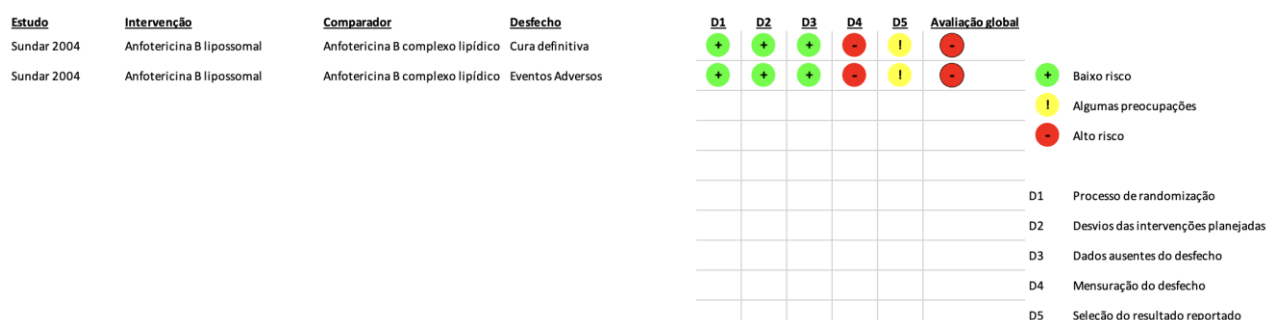 Estudo Intervenção Comparador Desfecho D1 D2 D3 D4 D5 Avaliação global
Sundar 2004 Anfotericina B lipossomal Anfotericina B complexo lipídico Cura definitiva + + + - ! -
Sundar 2004 Anfotericina B lipossomal Anfotericina B complexo lipídico Eventos Adversos + + + - ! -
+ Baixo risco
! Algumas preocupações
- Alto risco
D1 Processo de randomização
D2 Desvios das intervenções planejadas
D3 Dados ausentes do desfecho
D4 Mensuração do desfecho
D5 Seleção do resultado reportado